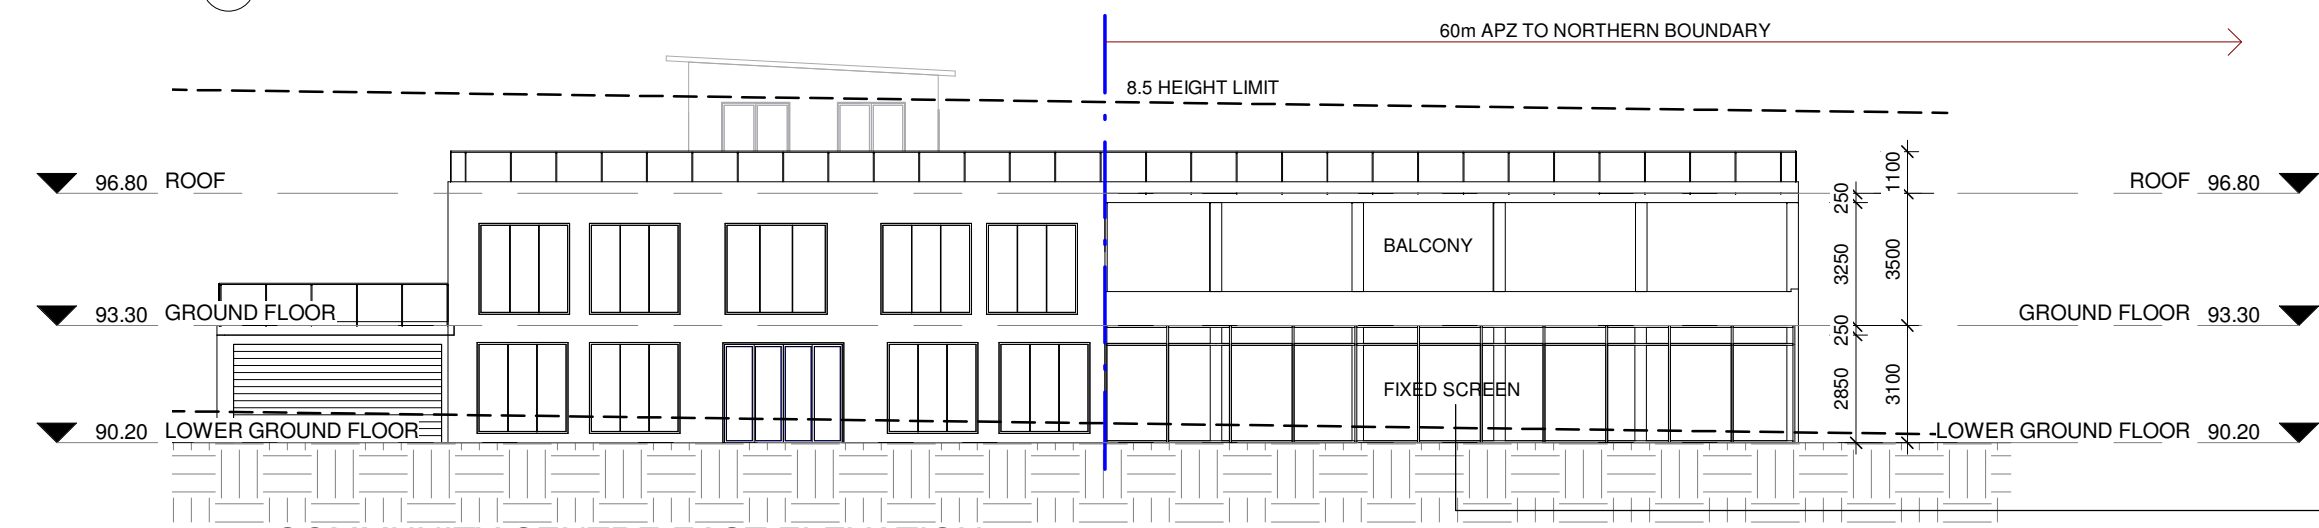 60m APZ TO NORTHERN BOUNDARY
8.5 HEIGHT LIMIT
96.80 ROOF
ROOF 96.80
1100
250
BALCONY
3250
3500
93.30 GROUND FLOOR
GROUND FLOOR 93.30
250
FIXED SCREEN
2850
3100
90.20 LOWER GROUND FLOOR
LOWER GROUND FLOOR 90.20